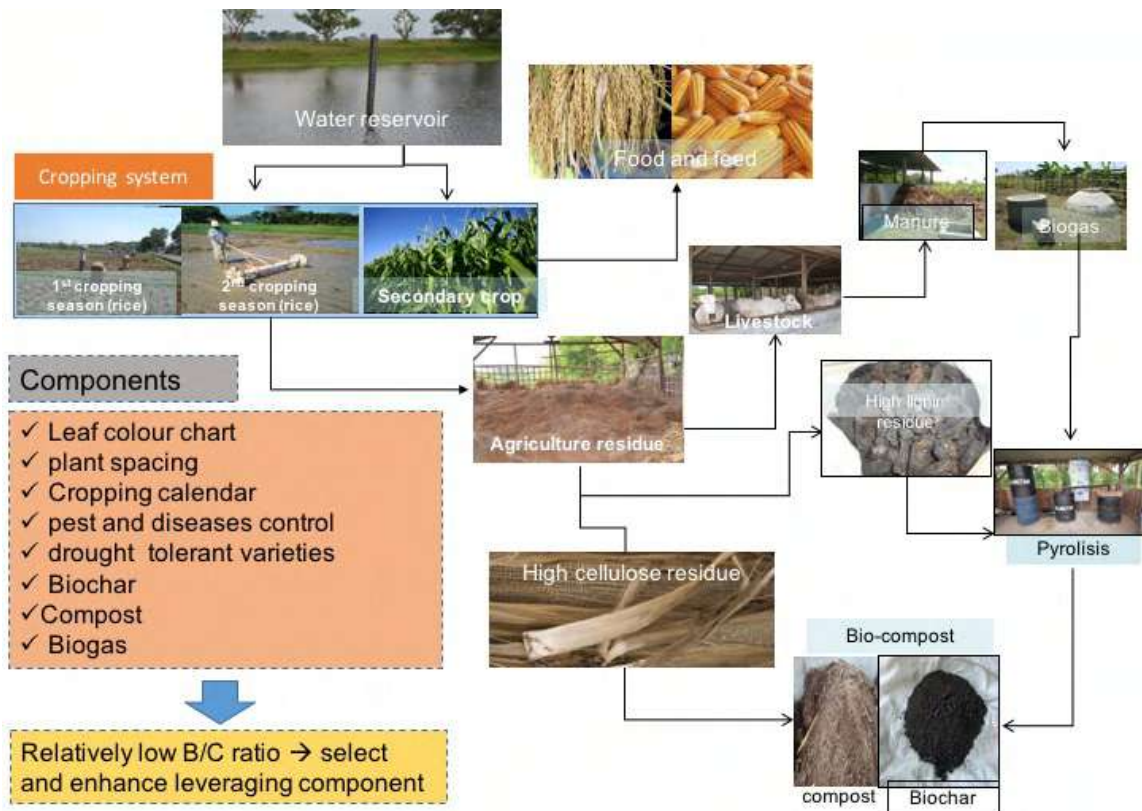 Water reservoir
Food and feed
Cropping system
1st cropping
season (rice)
2nd cropping
season (rice)
Secondary crop
Manure
Biogas
Livestock
Components
✓ Leaf colour chart
✓ plant spacing
✓ Cropping calendar
✓ pest and diseases control
✓ drought tolerant varieties
✓ Biochar
✓Compost
✓ Biogas
Agriculture residue
High lignin
residue
Pyrolisis
High cellulose residue
Bio-compost
compost
Biochar
Relatively low B/C ratio → select
and enhance leveraging component